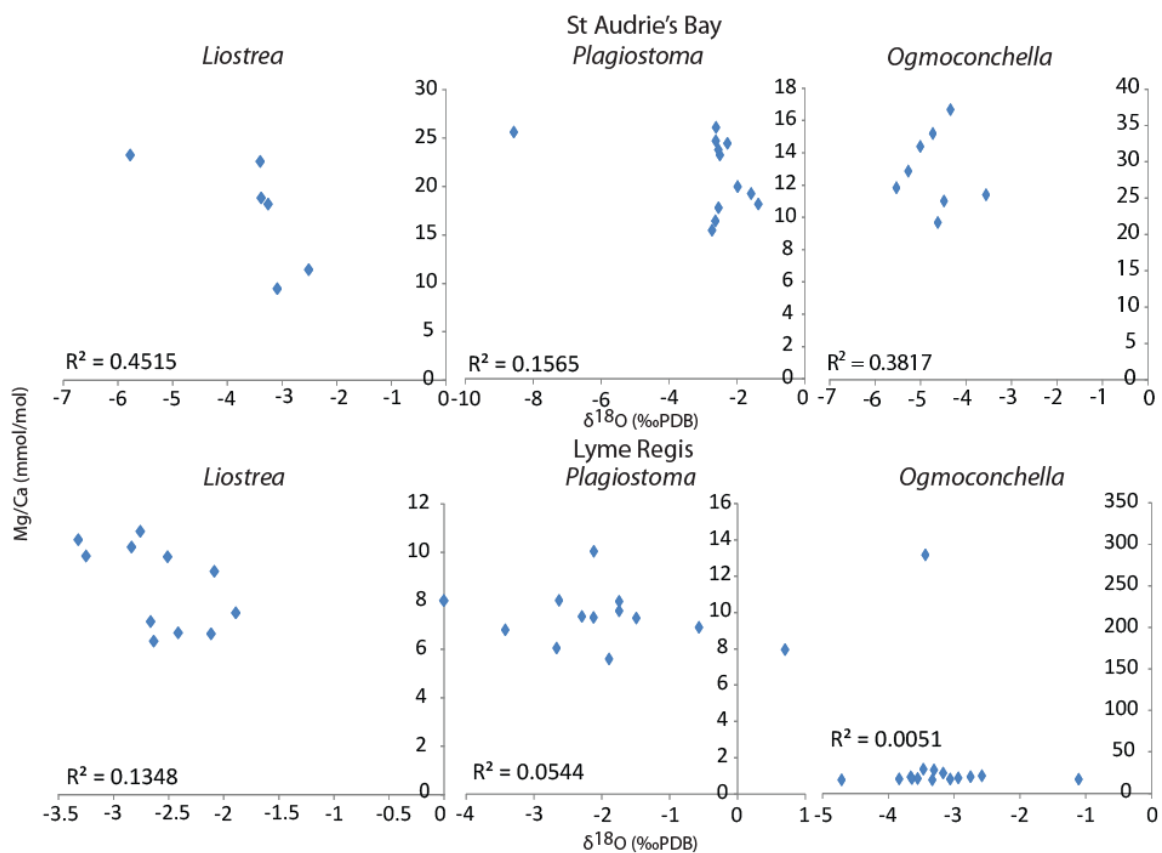 St Audrie's Bay
Liostrea Plagiostoma Ogmoconchella
30
25
20
15
10
5
0
R² = 0.4515
-7 -6 -5 -4 -3 -2 -1 0
18
16
14
12
10
8
6
4
2
0
R² = 0.1565
-10 -8 -6 -4 -2 0
40
35
30
25
20
15
10
5
0
R² = 0.3817
-7 -6 -5 -4 -3 -2 -1 0
δ¹⁸O (‰PDB)
Mg/Ca (mmol/mol)
Lyme Regis
Liostrea Plagiostoma Ogmoconchella
12
10
8
6
4
2
0
R² = 0.1348
-3.5 -3 -2.5 -2 -1.5 -1 -0.5 0
16
14
12
10
8
6
4
2
0
R² = 0.0544
-4 -3 -2 -1 0 1
350
300
250
200
150
100
50
0
R² = 0.0051
-5 -4 -3 -2 -1 0
δ¹⁸O (‰PDB)